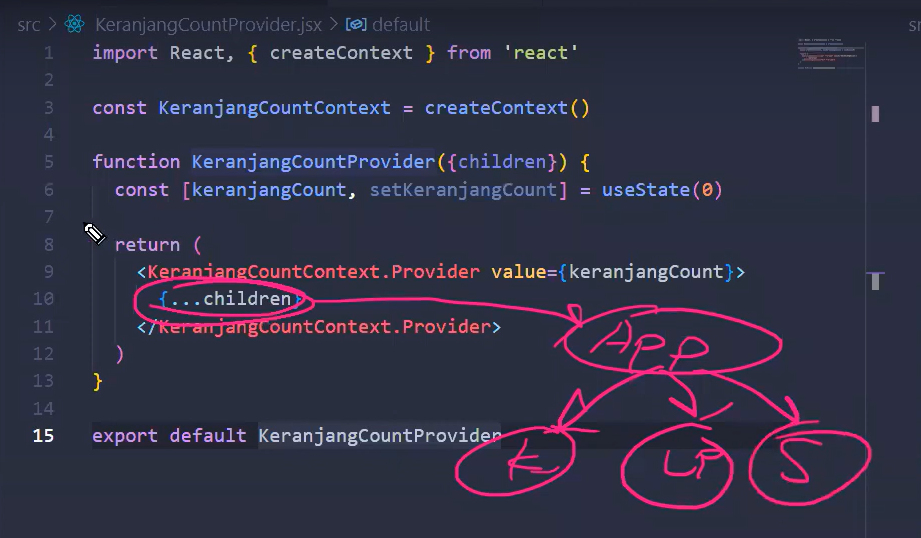 src > KeranjangCountProvider.jsx > default
1 import React, { createContext } from 'react'
2
3 const KeranjangCountContext = createContext()
4
5 function KeranjangCountProvider({children}) {
6 const [keranjangCount, setKeranjangCount] = useState(0)
7
8 return (
9 <KeranjangCountContext.Provider value={keranjangCount}>
10 {...children}
11 </KeranjangCountContext.Provider>
12 )
13 }
14
15 export default KeranjangCountProvider
App
K LP S